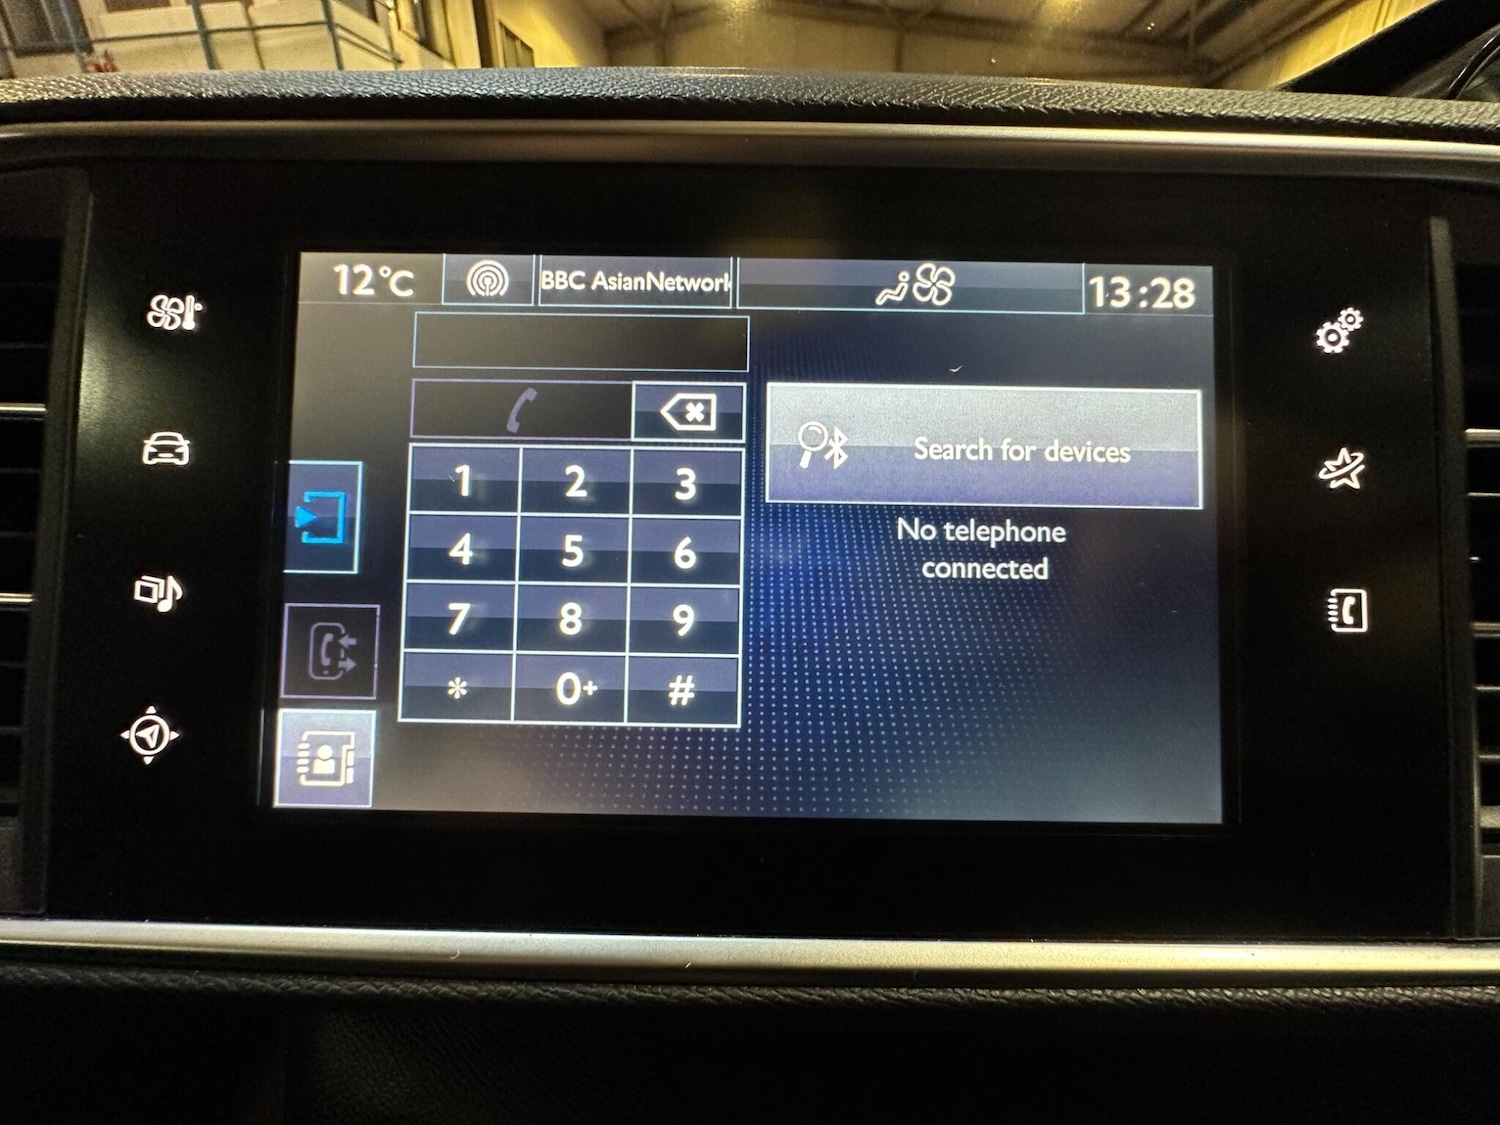 12°C
BBC AsianNetwork
13:28
1 2 3
4 5 6
7 8 9
* 0+ #
Search for devices
No telephone
connected